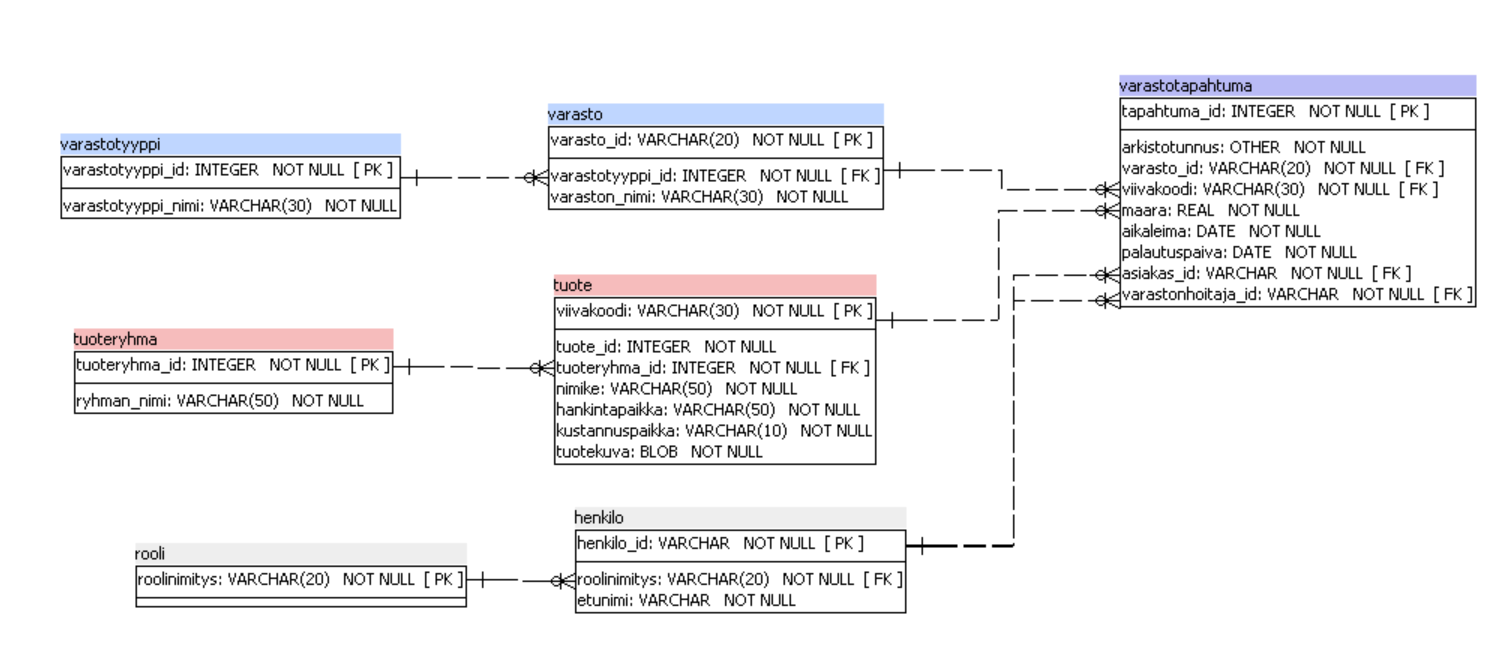 varastotyyppi
varastotyyppi_id: INTEGER NOT NULL [ PK ]
varastotyyppi_nimi: VARCHAR(30) NOT NULL
varasto
varasto_id: VARCHAR(20) NOT NULL [ PK ]
varastotyyppi_id: INTEGER NOT NULL [ FK ]
varaston_nimi: VARCHAR(30) NOT NULL
varastotapahtuma
tapahtuma_id: INTEGER NOT NULL [ PK ]
arkistotunnus: OTHER NOT NULL
varasto_id: VARCHAR(20) NOT NULL [ FK ]
viivakoodi: VARCHAR(30) NOT NULL [ FK ]
maara: REAL NOT NULL
aikaleima: DATE NOT NULL
palautuspaiva: DATE NOT NULL
asiakas_id: VARCHAR NOT NULL [ FK ]
varastonhoitaja_id: VARCHAR NOT NULL [ FK ]
tuoteryhma
tuoteryhma_id: INTEGER NOT NULL [ PK ]
ryhman_nimi: VARCHAR(50) NOT NULL
tuote
viivakoodi: VARCHAR(30) NOT NULL [ PK ]
tuote_id: INTEGER NOT NULL
tuoteryhma_id: INTEGER NOT NULL [ FK ]
nimike: VARCHAR(50) NOT NULL
hankintapaikka: VARCHAR(50) NOT NULL
kustannuspaikka: VARCHAR(10) NOT NULL
tuotekuva: BLOB NOT NULL
rooli
roolinimitys: VARCHAR(20) NOT NULL [ PK ]
henkilo
henkilo_id: VARCHAR NOT NULL [ PK ]
roolinimitys: VARCHAR(20) NOT NULL [ FK ]
etunimi: VARCHAR NOT NULL